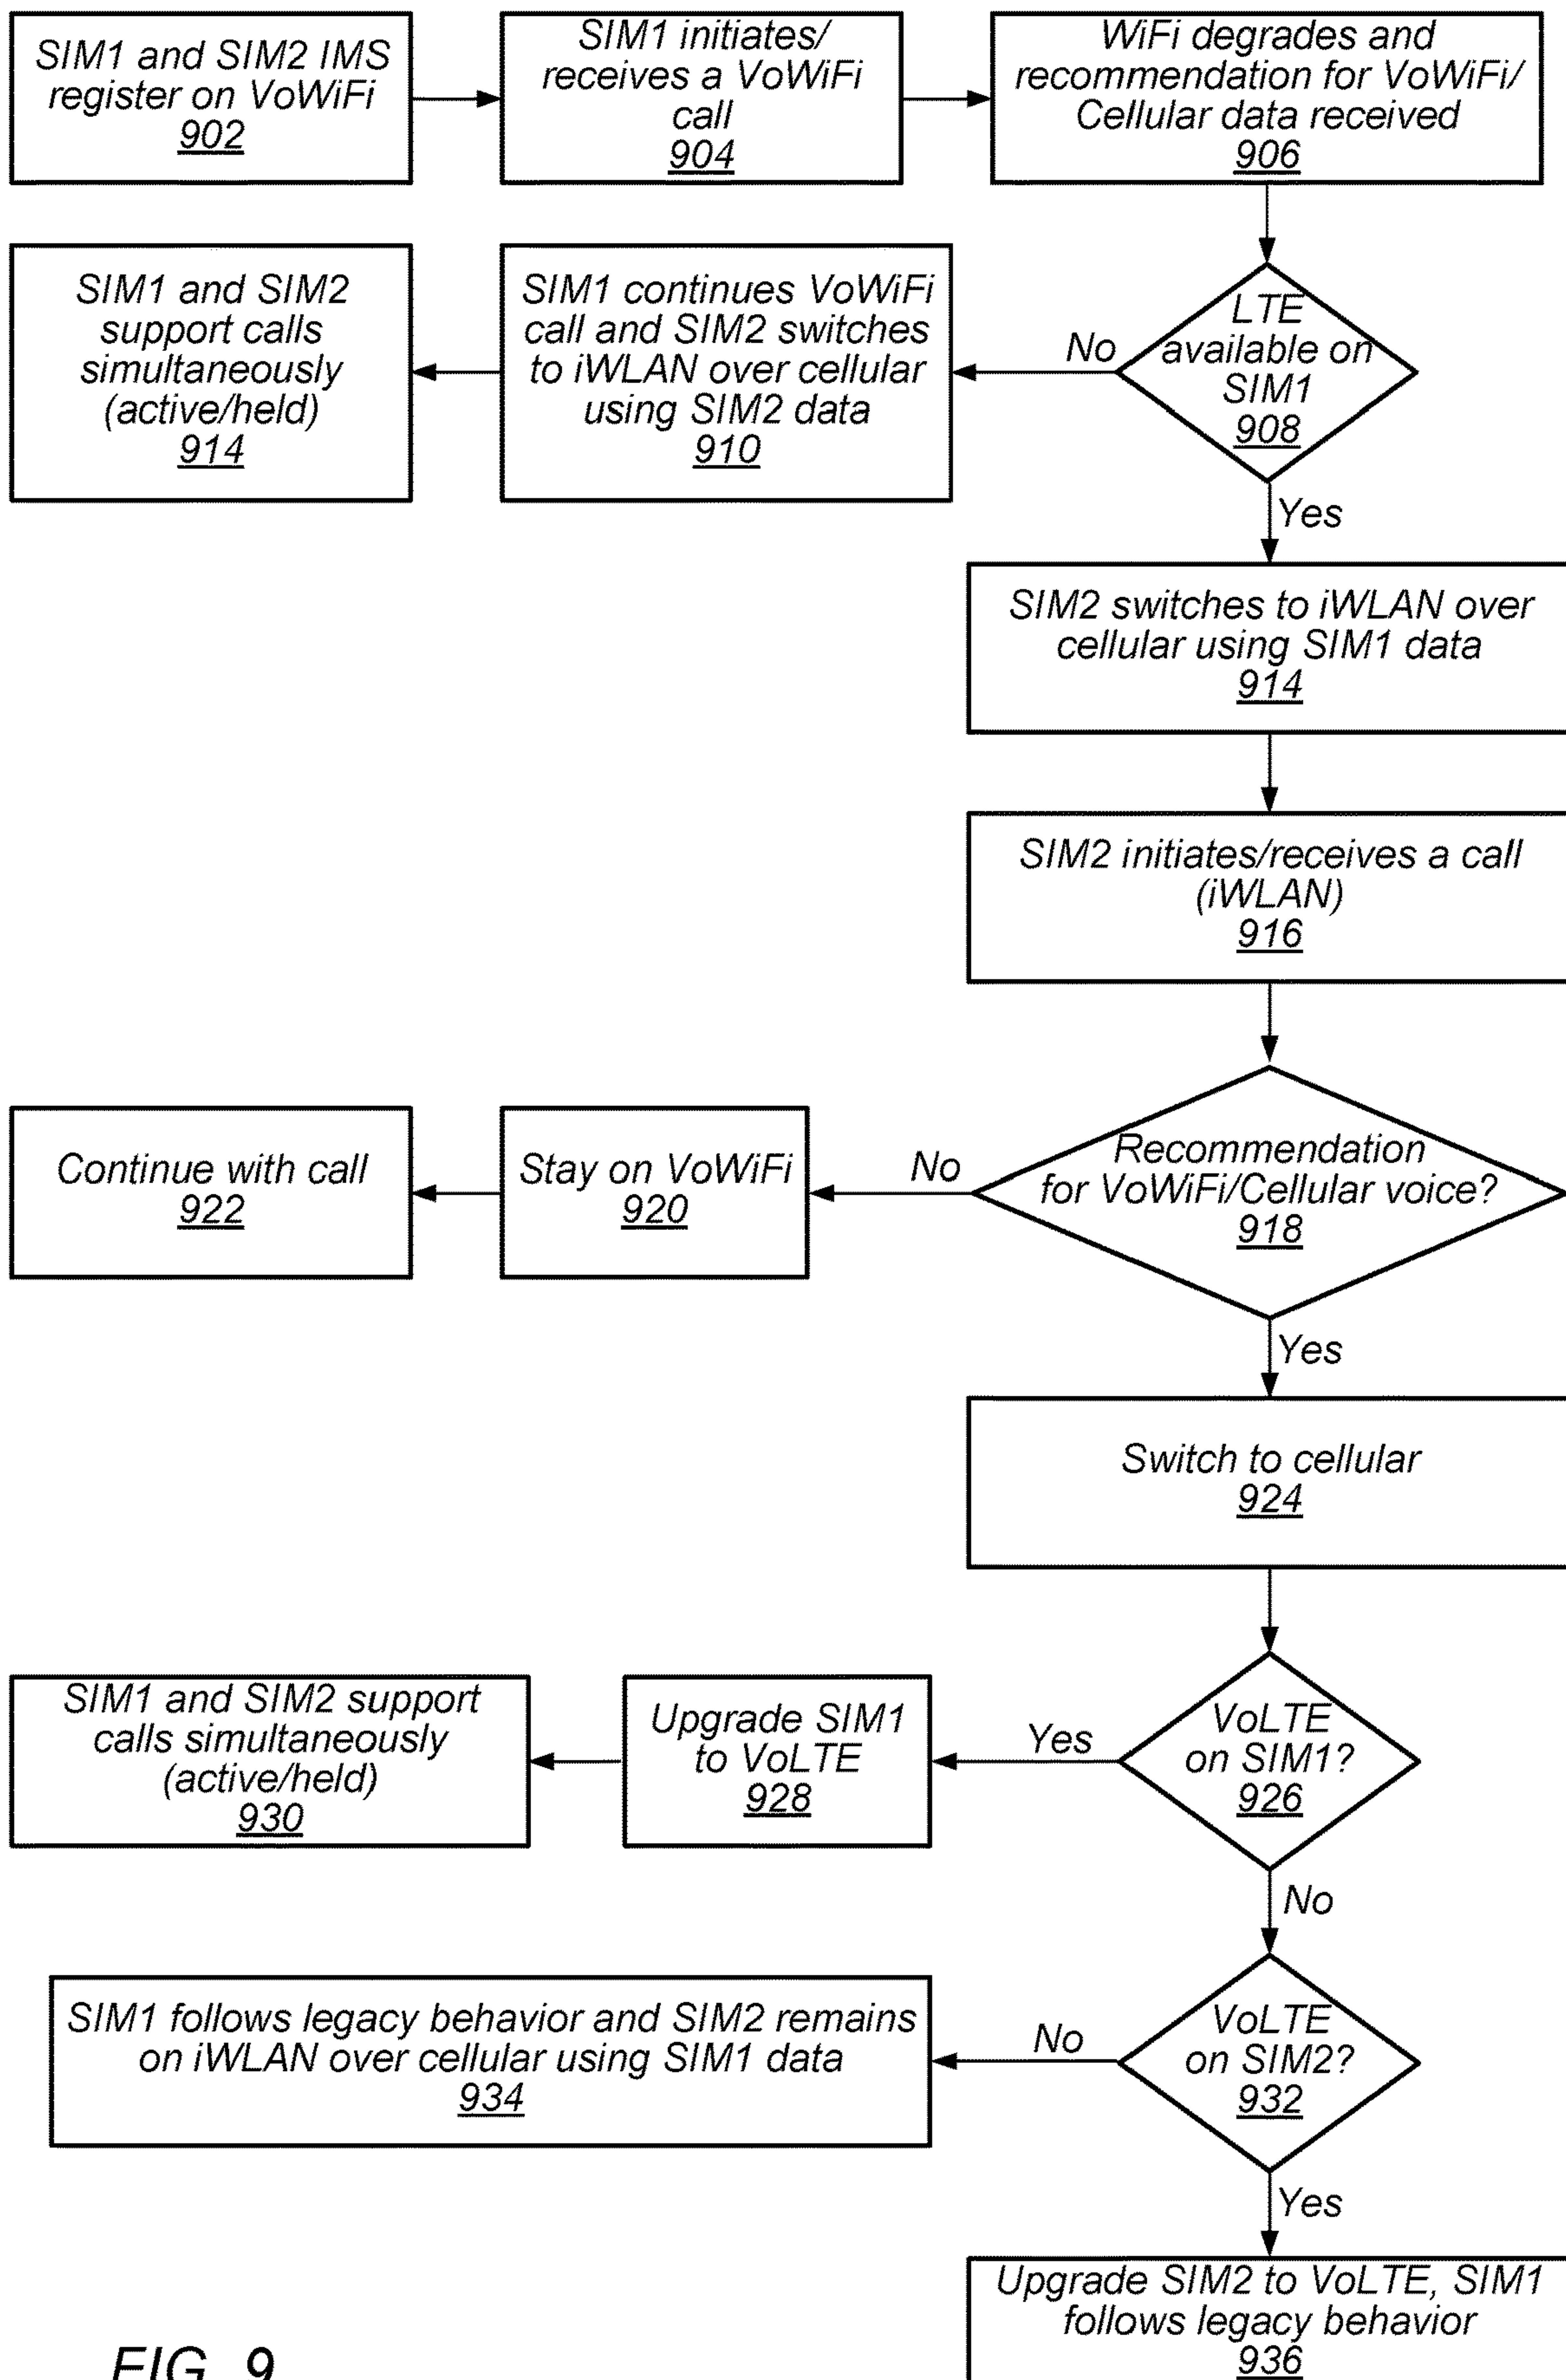 SIM1 and SIM2 IMS
register on VoWiFi
902
SIM1 initiates/
receives a VoWiFi
call
904
WiFi degrades and
recommendation for VoWiFi/
Cellular data received
906
LTE
available on
SIM1
908
No
SIM1 continues VoWiFi
call and SIM2 switches
to iWLAN over cellular
using SIM2 data
910
SIM1 and SIM2
support calls
simultaneously
(active/held)
914
Yes
SIM2 switches to iWLAN over
cellular using SIM1 data
914
SIM2 initiates/receives a call
(iWLAN)
916
Recommendation
for VoWiFi/Cellular voice?
918
No
Stay on VoWiFi
920
Continue with call
922
Yes
Switch to cellular
924
VoLTE
on SIM1?
926
Yes
Upgrade SIM1
to VoLTE
928
SIM1 and SIM2 support
calls simultaneously
(active/held)
930
No
VoLTE
on SIM2?
932
No
SIM1 follows legacy behavior and SIM2 remains
on iWLAN over cellular using SIM1 data
934
Yes
Upgrade SIM2 to VoLTE, SIM1
follows legacy behavior
936
FIG. 9